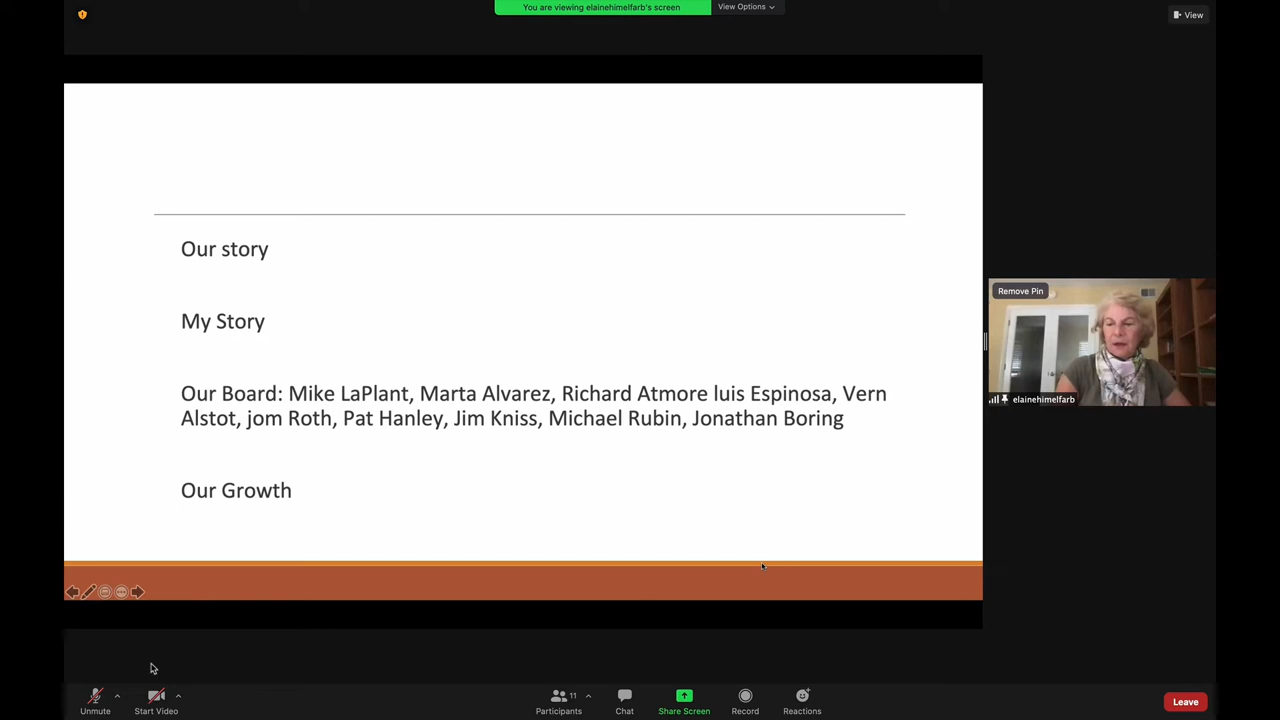 You are viewing elainehimelfarb's screen
View Options
View
Our story
My Story
Our Board: Mike LaPlant, Marta Alvarez, Richard Atmore luis Espinosa, Vern
Alstot, jom Roth, Pat Hanley, Jim Kniss, Michael Rubin, Jonathan Boring
Our Growth
Remove Pin
elainehimelfarb
Unmute
Start Video
11
Participants
Chat
Share Screen
Record
Reactions
Leave